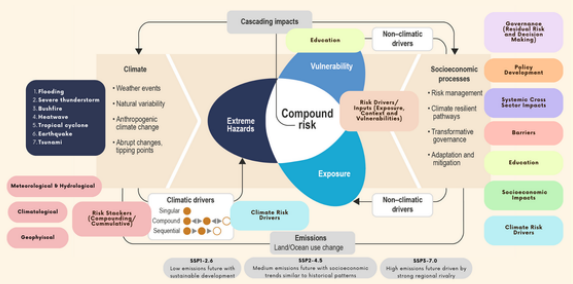 Cascading impacts
Education
Non–climatic
drivers
Governance
(Residual Risk
and Decision
Making)
Policy
Development
Systemic Cross
Sector Impacts
Barriers
Education
Socioeconomic
Impacts
Climate Risk
Drivers
Climate
• Weather events
• Natural variability
• Anthropogenic
climate change
• Abrupt changes,
tipping points
1. Flooding
2. Severe thunderstorm
3. Bushfire
4. Heatwave
5. Tropical cyclone
6. Earthquake
7. Tsunami
Vulnerability
Extreme
Hazards
Compound
risk
Exposure
Risk Drivers/
Inputs (Exposure,
Context and
Vulnerabilities)
Socioeconomic
processes
• Risk management
• Climate resilient
pathways
• Transformative
governance
• Adaptation and
mitigation
Meteorological & Hydrological
Climatological
Geophysical
Risk Stackers
(Compounding/
Cumulative)
Climatic drivers
Singular
Compound
Sequential
Climate Risk
Drivers
Non–climatic
drivers
Emissions
Land/Ocean use change
SSP1-2.6
Low emissions future with
sustainable development
SSP2-4.5
Medium emissions future with socioeconomic
trends similar to historical patterns
SSP3-7.0
High emissions future driven by
strong regional rivalry